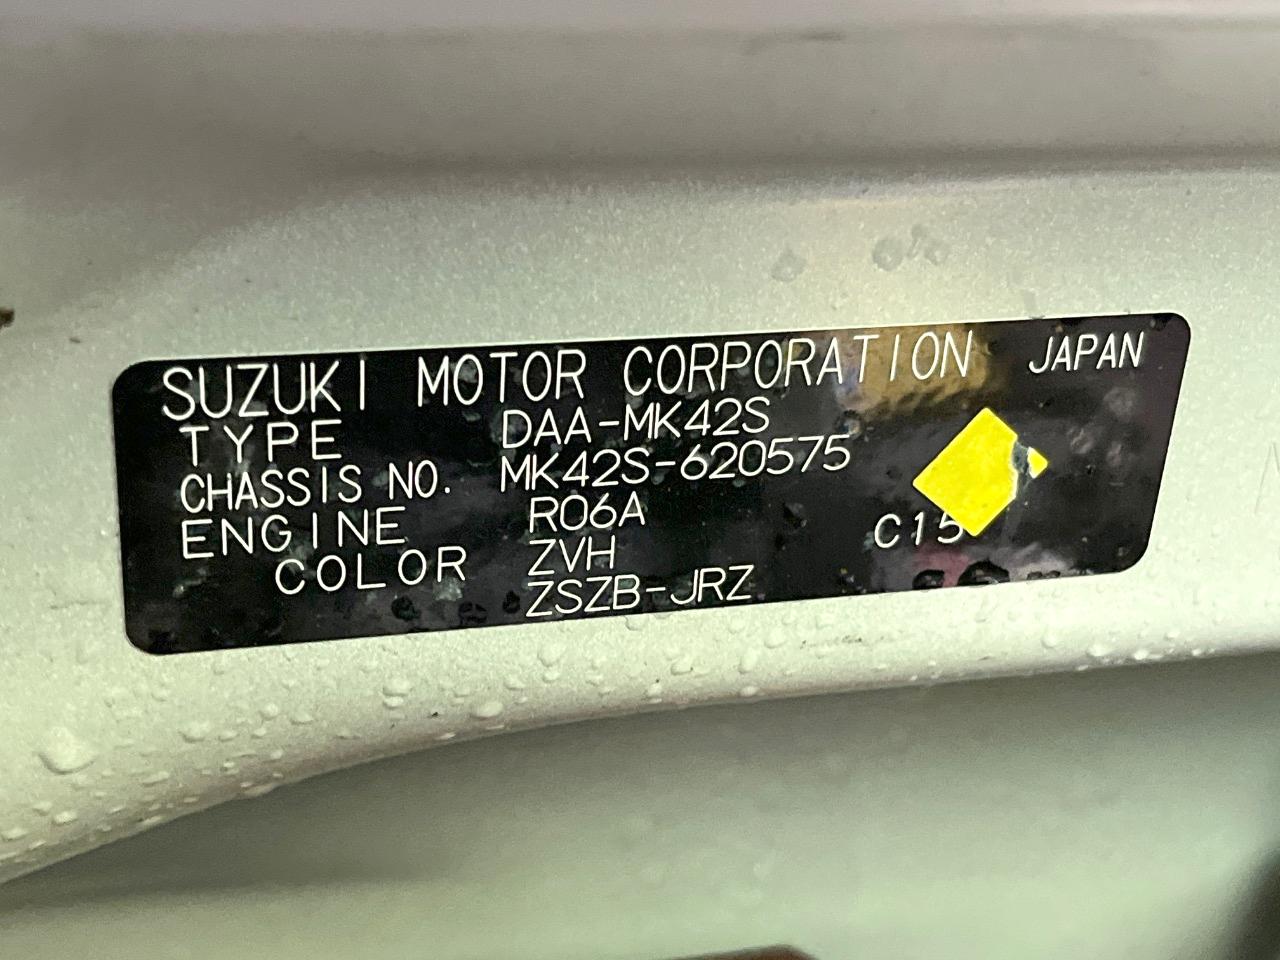 SUZUKI MOTOR CORPORATION JAPAN
TYPE DAA-MK42S
CHASSIS NO. MK42S-620575
ENGINE R06A
COLOR ZVH C15
ZSZB-JRZ